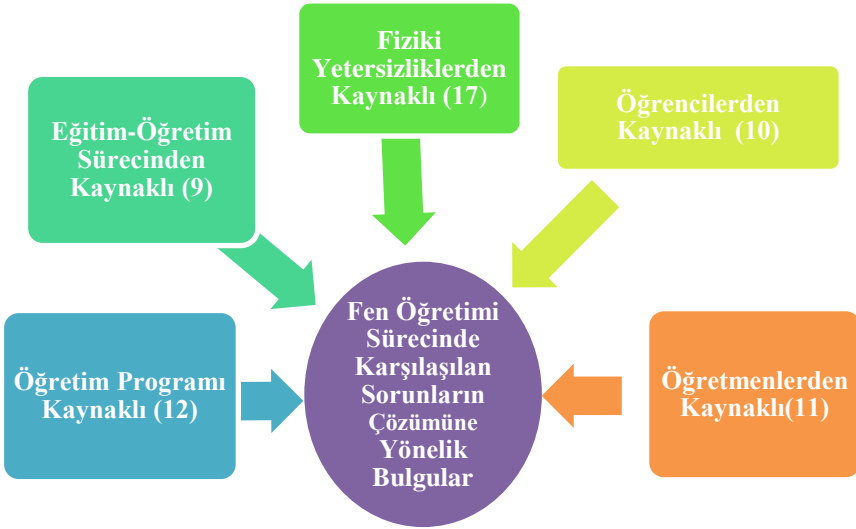 Fiziki
Yetersizliklerden
Kaynaklı (17)
Öğrencilerden
Kaynaklı (10)
Eğitim-Öğretim
Sürecinden
Kaynaklı (9)
Fen Öğretimi
Sürecinde
Karşılaşılan
Sorunların
Çözümüne
Yönelik
Bulgular
Öğretim Programı
Kaynaklı (12)
Öğretmenlerden
Kaynaklı(11)